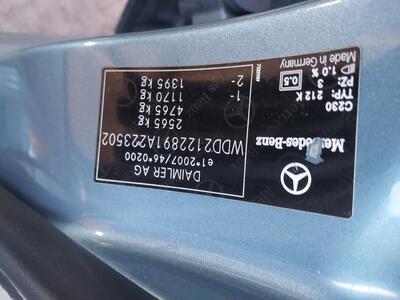 DAIMLER AG
e1*2007/46*0200
WDD2122891A223502
2565 kg
4765 kg
1- 1170 kg
2- 1395 kg
Mercedes-Benz
C230
TYP: 212 K
PZ: 3 0.5
1.0 %
Made in Germany